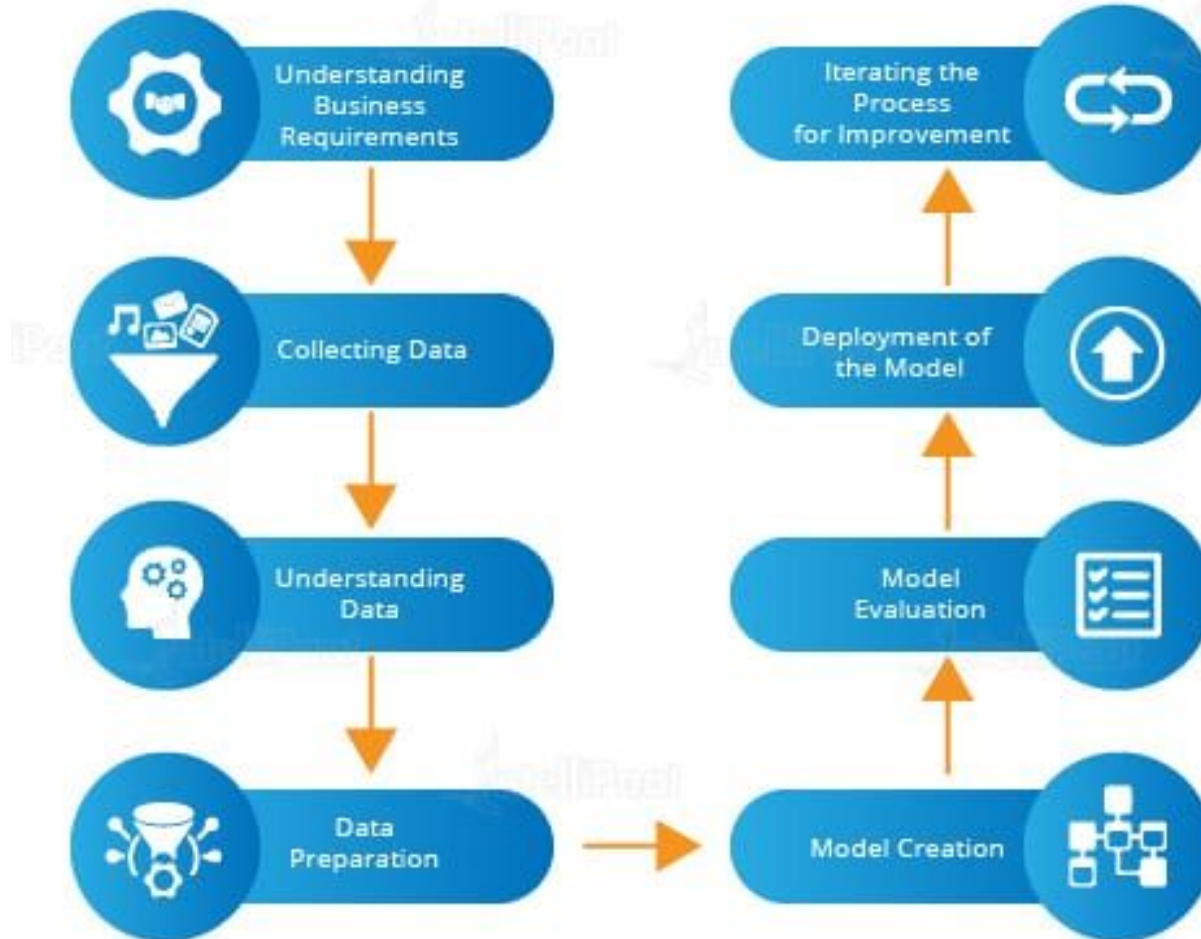 Understanding
Business
Requirements
Collecting Data
Understanding
Data
Data
Preparation
Model Creation
Model
Evaluation
Deployment of
the Model
Iterating the
Process
for Improvement